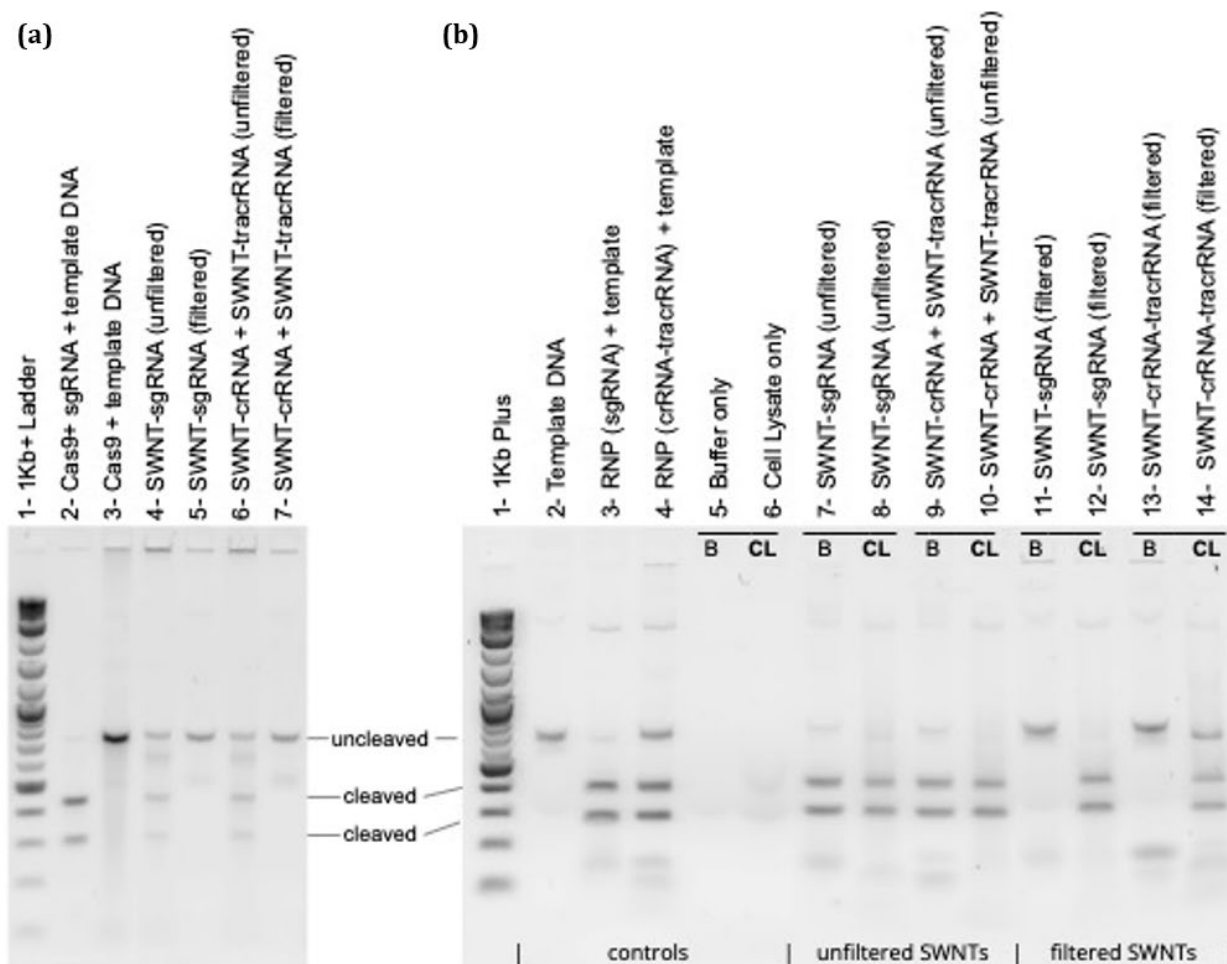 (a)
1- 1Kb+ Ladder
2- Cas9+ sgRNA + template DNA
3- Cas9 + template DNA
4- SWNT-sgRNA (unfiltered)
5- SWNT-sgRNA (filtered)
6- SWNT-crRNA + SWNT-tracrRNA (unfiltered)
7- SWNT-crRNA + SWNT-tracrRNA (filtered)
uncleaved
cleaved
cleaved
(b)
1- 1Kb Plus
2- Template DNA
3- RNP (sgRNA) + template
4- RNP (crRNA-tracrRNA) + template
5- Buffer only
6- Cell Lysate only
7- SWNT-sgRNA (unfiltered)
8- SWNT-sgRNA (unfiltered)
9- SWNT-crRNA + SWNT-tracrRNA (unfiltered)
10- SWNT-crRNA + SWNT-tracrRNA (unfiltered)
11- SWNT-sgRNA (filtered)
12- SWNT-sgRNA (filtered)
13- SWNT-crRNA-tracrRNA (filtered)
14- SWNT-crRNA-tracrRNA (filtered)
B CL B CL B CL B CL B CL
controls unfiltered SWNTs filtered SWNTs